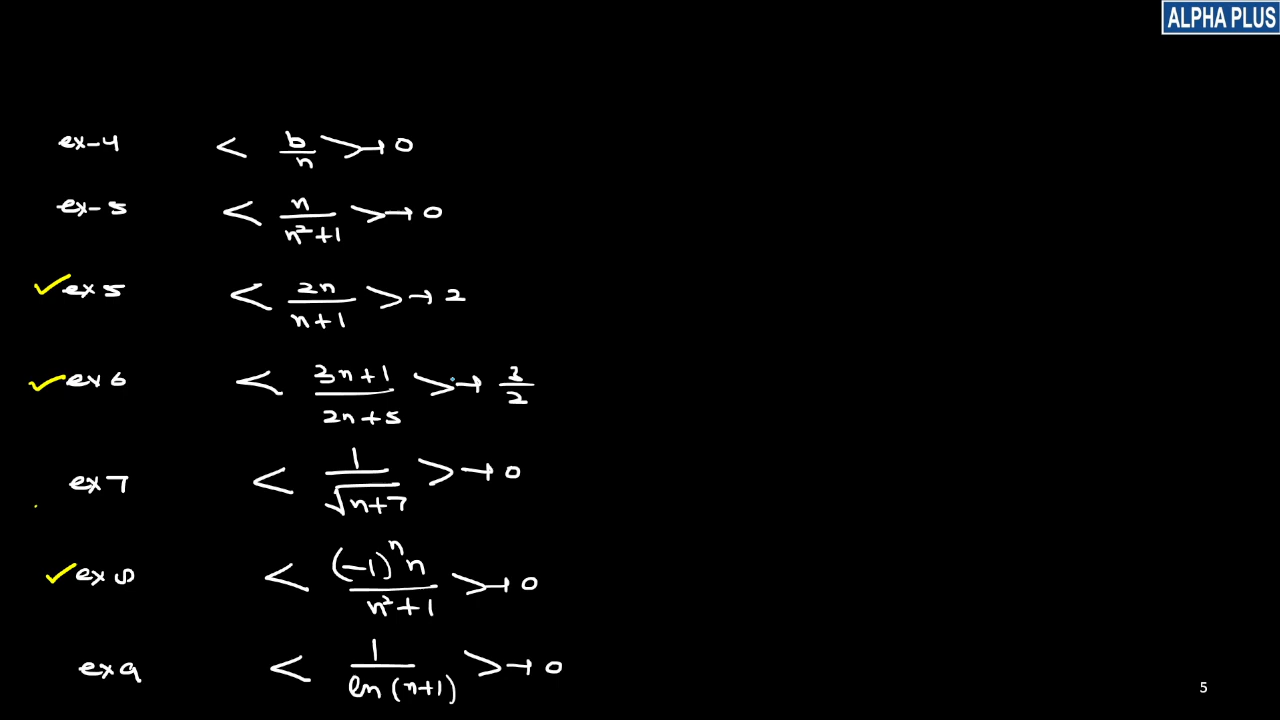 ALPHA PLUS
ex-4 < b/n > → 0
ex-5 < n/(n²+1) > → 0
✓ex 5 < 2n/(n+1) > → 2
✓ex 6 < (3n+1)/(2n+5) > → 3/2
ex 7 < 1/√(n+7) > → 0
✓ex 8 < (-1)ⁿ n/(n²+1) > → 0
ex 9 < 1/ln(n+1) > → 0
5